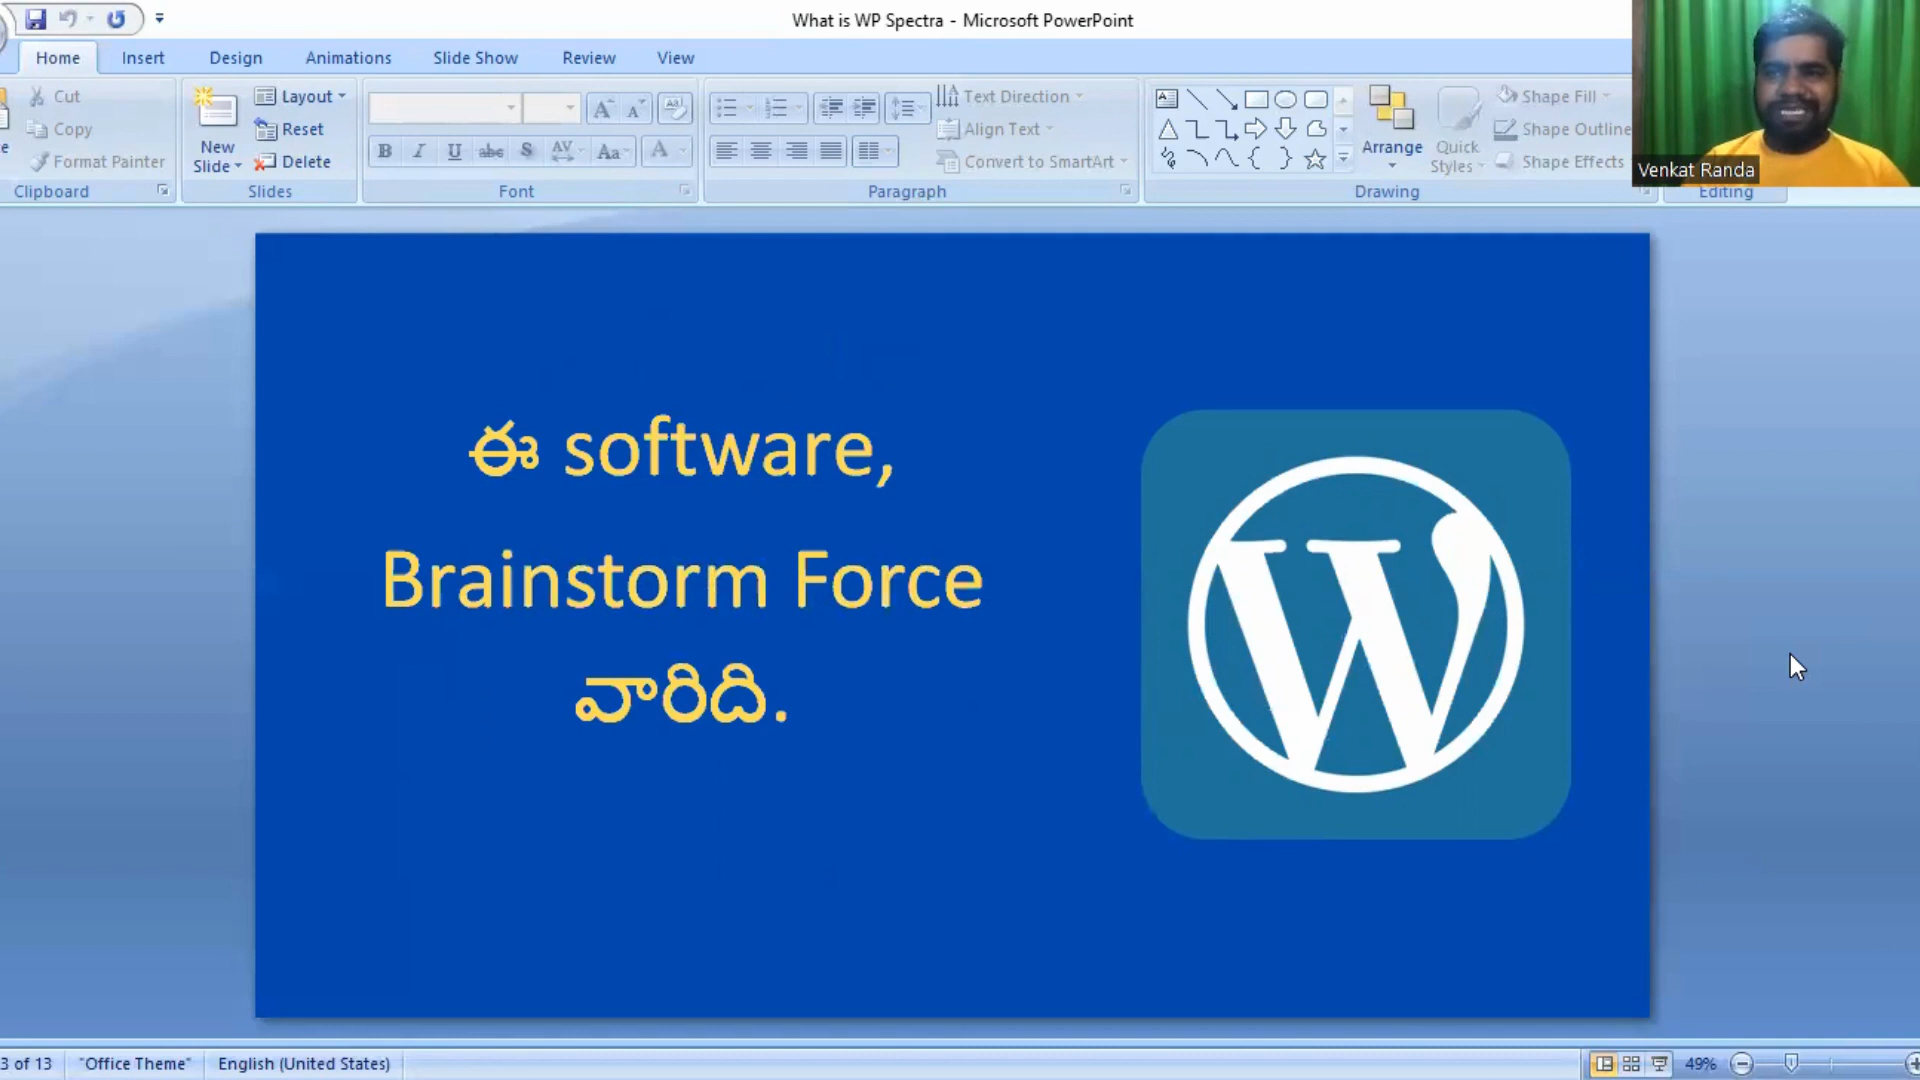 What is WP Spectra - Microsoft PowerPoint
Home Insert Design Animations Slide Show Review View
Cut
Copy
Format Painter
Clipboard
New Slide
Layout
Reset
Delete
Slides
B I U abc S AV Aa A
Font
Text Direction
Align Text
Convert to SmartArt
Paragraph
Arrange
Quick Styles
Shape Fill
Shape Outline
Shape Effects
Drawing
Editing
Venkat Randa
ఈ software,
Brainstorm Force
వారిది.
3 of 13 "Office Theme" English (United States) 49%